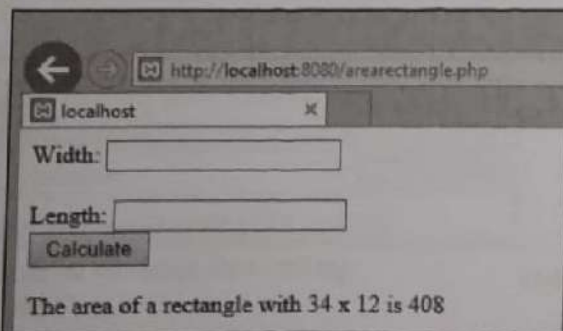 http://localhost:8080/arearectangle.php
localhost
Width:
Length:
Calculate
The area of a rectangle with 34 x 12 is 408